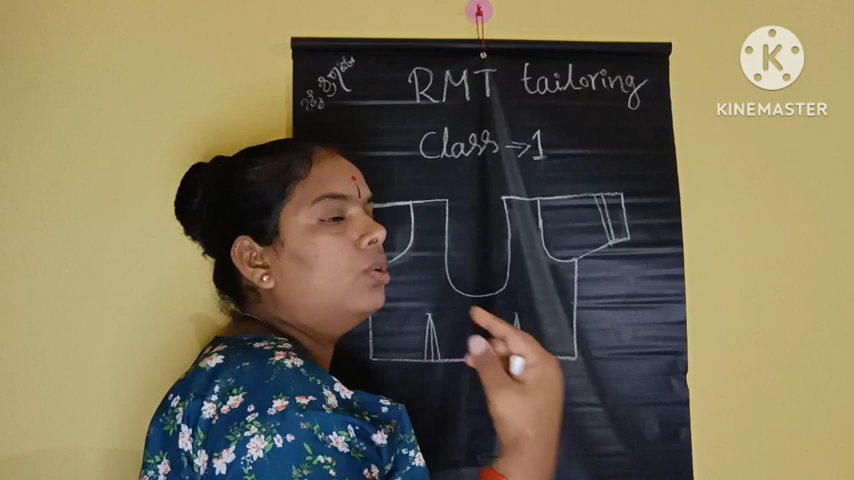 RMT tailoring
Class → 1
K
KINEMASTER